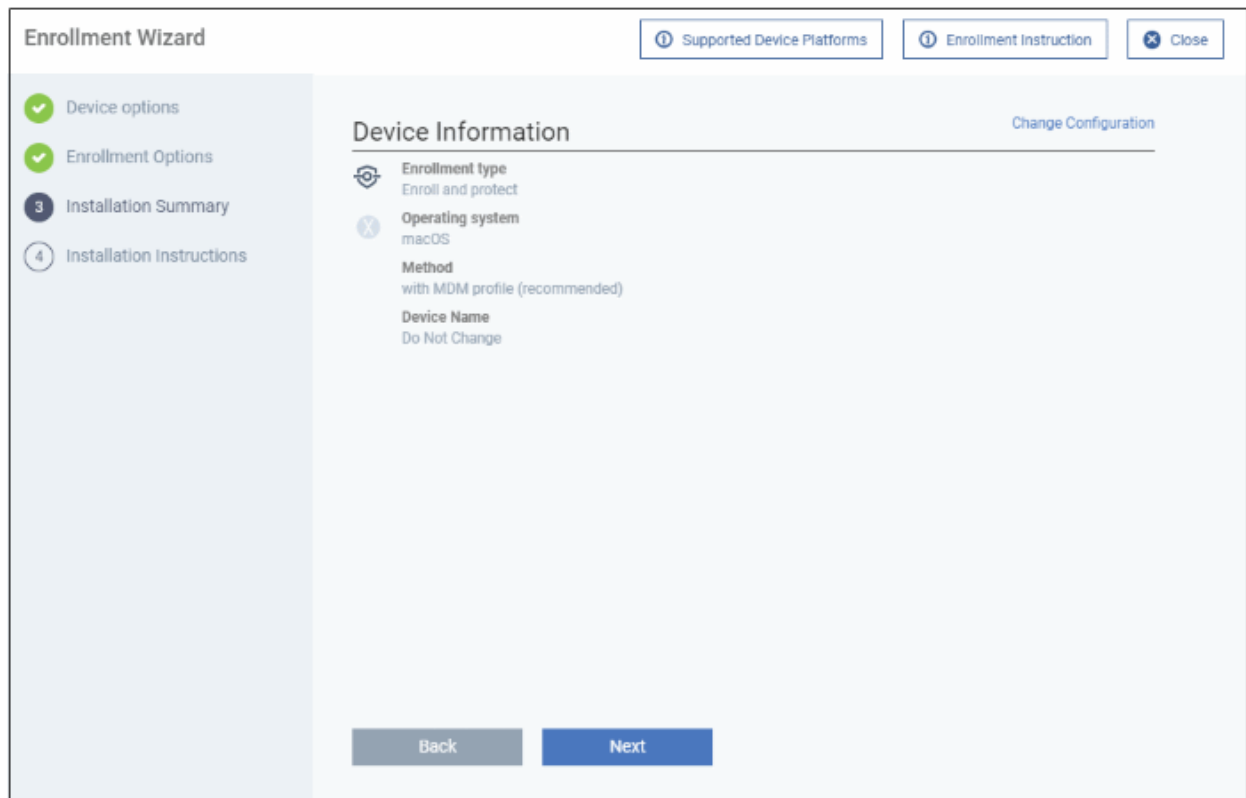 Enrollment Wizard
Supported Device Platforms
Enrollment Instruction
Close
Device options
Enrollment Options
3 Installation Summary
4 Installation Instructions
Device Information
Change Configuration
Enrollment type
Enroll and protect
Operating system
X
macOS
Method
with MDM profile (recommended)
Device Name
Do Not Change
Back
Next